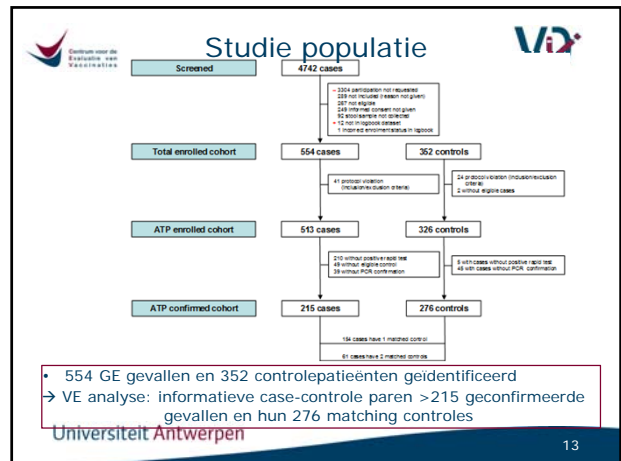 Centrum voor de
Evaluatie van
Vaccinaties
Studie populatie
Screened
4742 cases
3304 participation not requested
289 not included (reason not given)
267 not eligible
249 informed consent not given
92 stool sample not collected
12 not in logbook dataset
1 incorrect enrolment status in logbook
Total enrolled cohort
554 cases
352 controls
41 protocol violation
(inclusion/exclusion criteria)
24 protocol violation (inclusion/exclusion
criteria)
2 without eligible cases
ATP enrolled cohort
513 cases
326 controls
210 without positive rapid test
49 without eligible control
39 without PCR confirmation
with cases without positive rapid test
with cases without PCR confirmation
ATP confirmed cohort
215 cases
276 controls
154 cases have 1 matched control
61 cases have 2 matched controls
• 554 GE gevallen en 352 controlepatieënten geïdentificeerd
→ VE analyse: informatieve case-controle paren >215 geconfirmeerde
gevallen en hun 276 matching controles
Universiteit Antwerpen
13